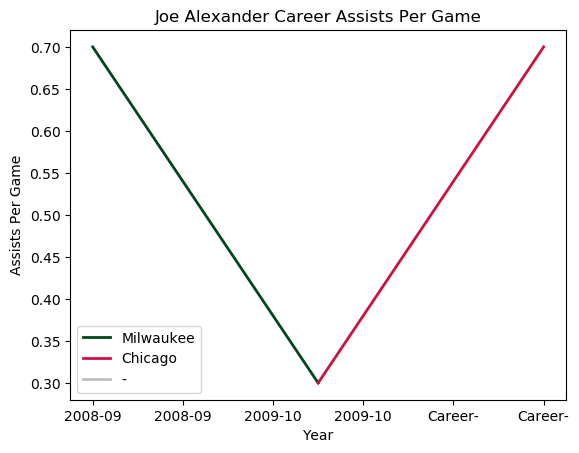 Joe Alexander Career Assists Per Game
0.70
0.65
0.60
0.55
0.50
0.45
0.40
0.35
0.30
Assists Per Game
Milwaukee
Chicago
-
2008-09 2008-09 2009-10 2009-10 Career- Career-
Year